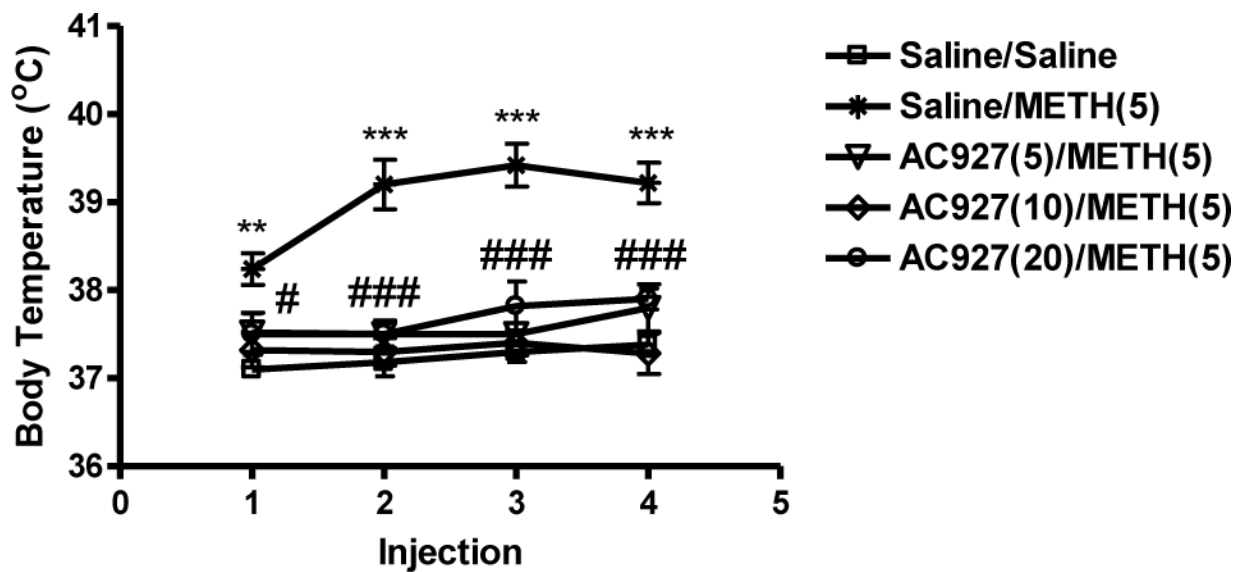 41
40
39
38
37
36
Body Temperature (°C)
**
***
***
***
#
###
###
###
0
1
2
3
4
5
Injection
Saline/Saline
Saline/METH(5)
AC927(5)/METH(5)
AC927(10)/METH(5)
AC927(20)/METH(5)